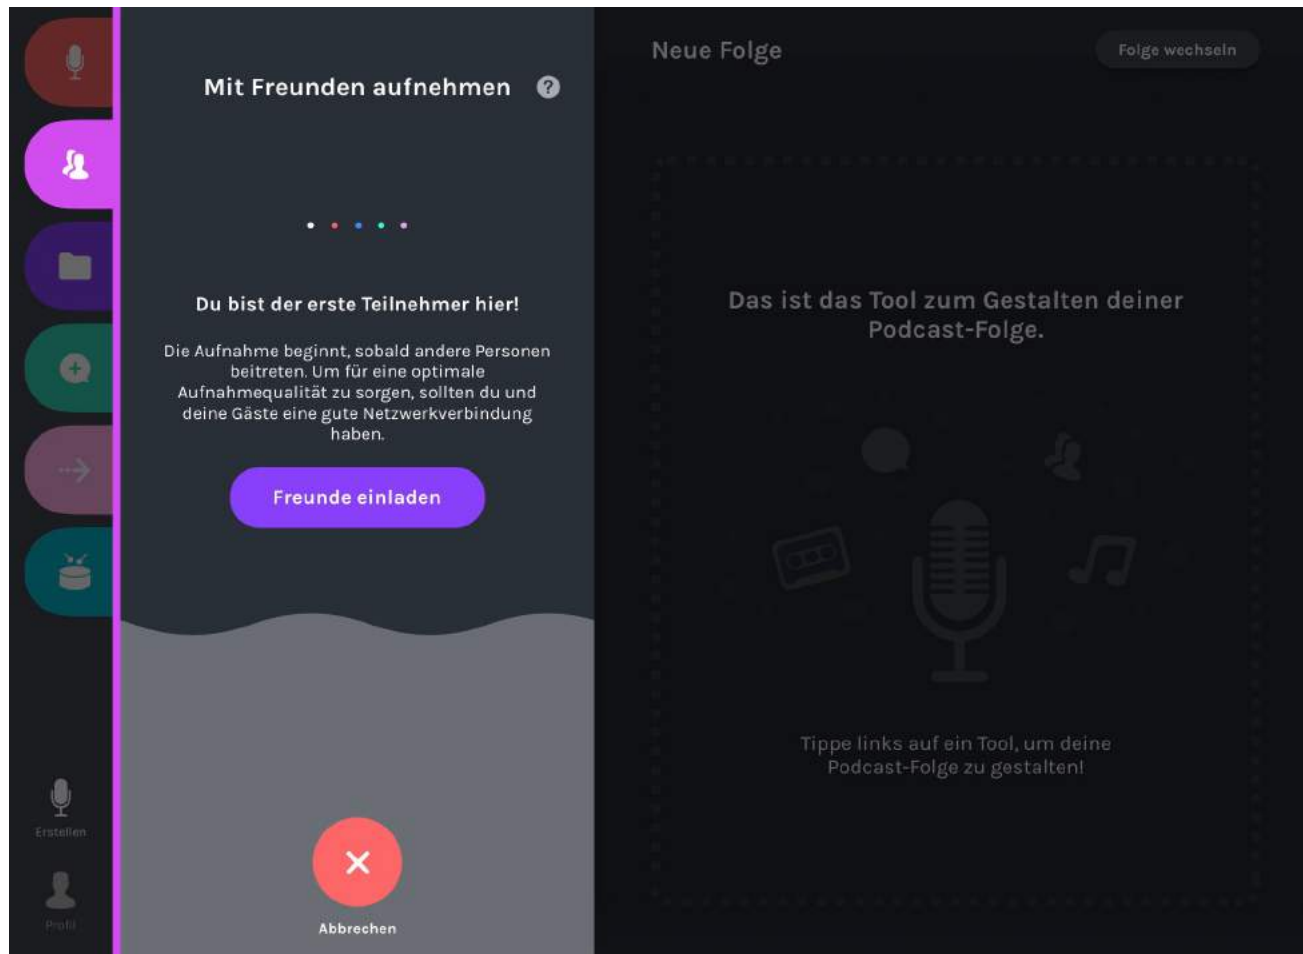 Mit Freunden aufnehmen ?
Du bist der erste Teilnehmer hier!
Die Aufnahme beginnt, sobald andere Personen
beitreten. Um für eine optimale
Aufnahmequalität zu sorgen, sollten du und
deine Gäste eine gute Netzwerkverbindung
haben.
Freunde einladen
Abbrechen
Erstellen
Profil
Neue Folge
Folge wechseln
Das ist das Tool zum Gestalten deiner
Podcast-Folge.
Tippe links auf ein Tool, um deine
Podcast-Folge zu gestalten!